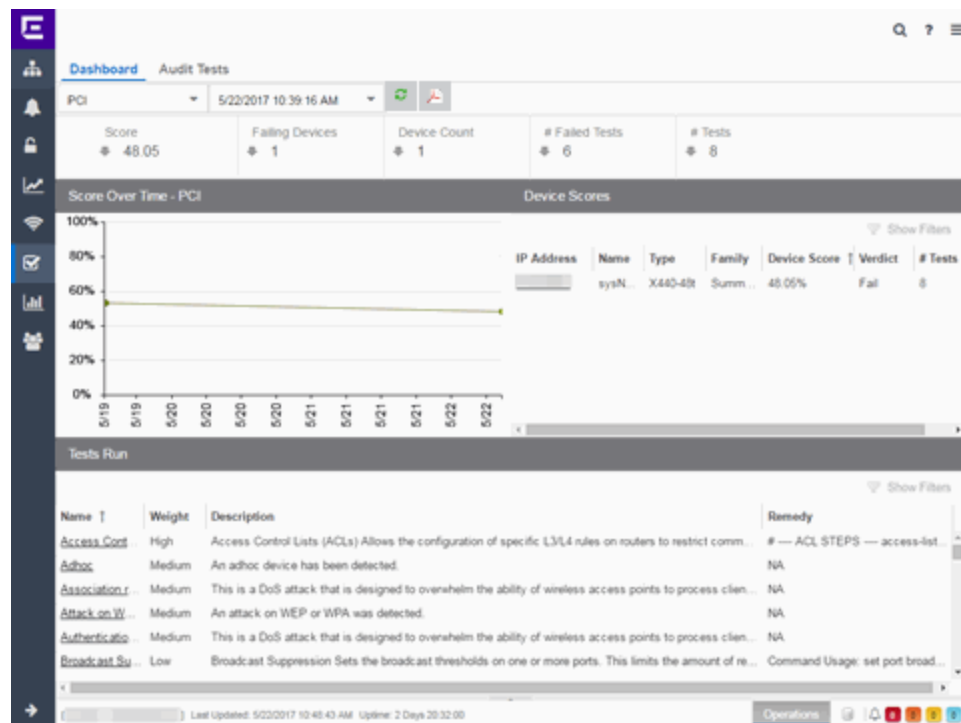 Dashboard Audit Tests
PCI 5/22/2017 10:39:16 AM
Score Failing Devices Device Count # Failed Tests # Tests
48.05 1 1 6 8
Score Over Time - PCI Device Scores
Show Filters
100%
80%
60%
40%
20%
0%
5/19 5/19 5/20 5/20 5/20 5/20 5/21 5/21 5/21 5/21 5/22 5/22
IP Address Name Type Family Device Score Verdict # Tests
sysN... X440-48t Summ... 48.05% Fail 8
Tests Run
Show Filters
Name Weight Description Remedy
Access Cont... High Access Control Lists (ACLs) Allows the configuration of specific L3/L4 rules on routers to restrict comm... # ---- ACL STEPS ---- access-list...
Adhoc Medium An adhoc device has been detected. NA
Association r... Medium This is a DoS attack that is designed to overwhelm the ability of wireless access points to process clien... NA
Attack on W... Medium An attack on WEP or WPA was detected. NA
Authenticatio... Medium This is a DoS attack that is designed to overwhelm the ability of wireless access points to process clien... NA
Broadcast Su... Low Broadcast Suppression Sets the broadcast thresholds on one or more ports. This limits the amount of re... Command Usage: set port broad...
Last Updated: 5/22/2017 10:48:43 AM Uptime: 2 Days 20:32:00 Operations